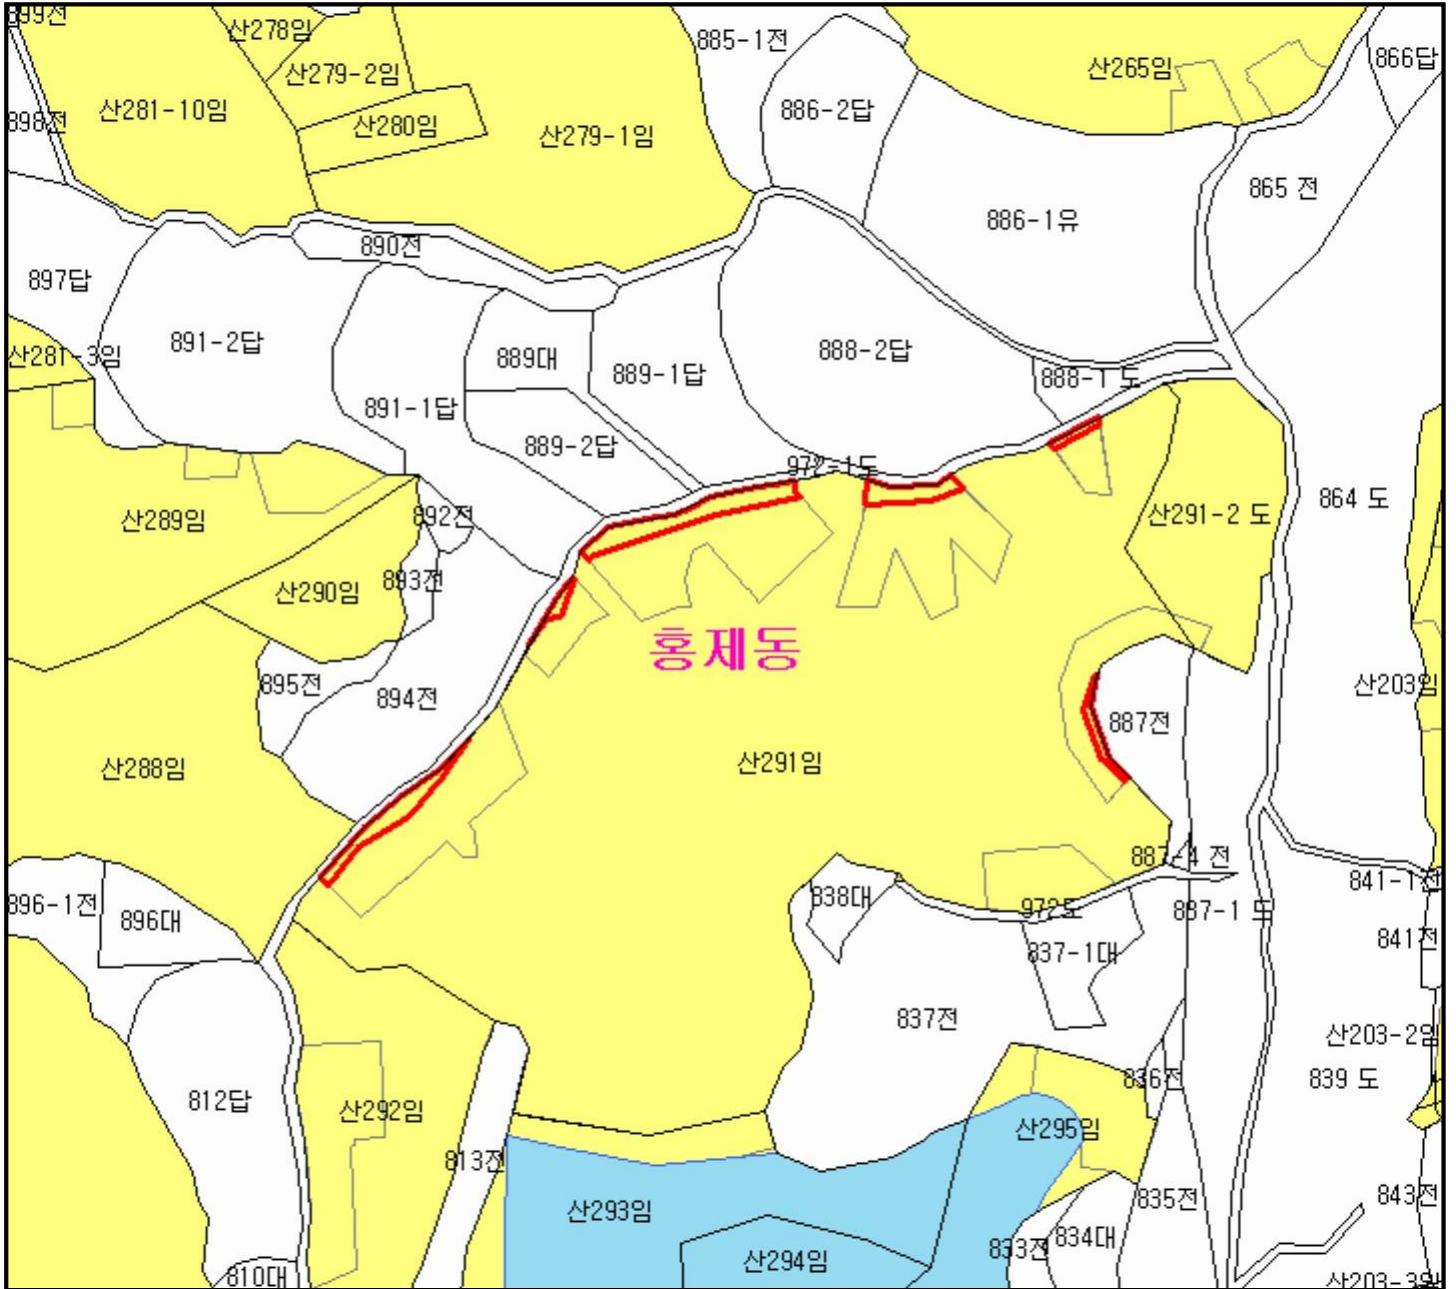 899전
산278임
885-1전
866답
산279-2임
산265임
산281-10임
산280임
산279-1임
886-2답
898전
865 전
886-1유
890전
897답
891-2답
889대
888-2답
산281-3임
889-1답
888-1 도
891-1답
889-2답
972-1도
864 도
산289임
892전
산291-2 도
893전
산290임
홍제동
895전
894전
산203임
887전
산288임
산291임
887-4 전
841-1전
896-1전
896대
838대
972도
887-1 도
841전
837-1대
837전
산203-2임
836전
839 도
812답
산292임
산295임
813전
843전
835전
산293임
834대
833전
산294임
810대
산203-3임